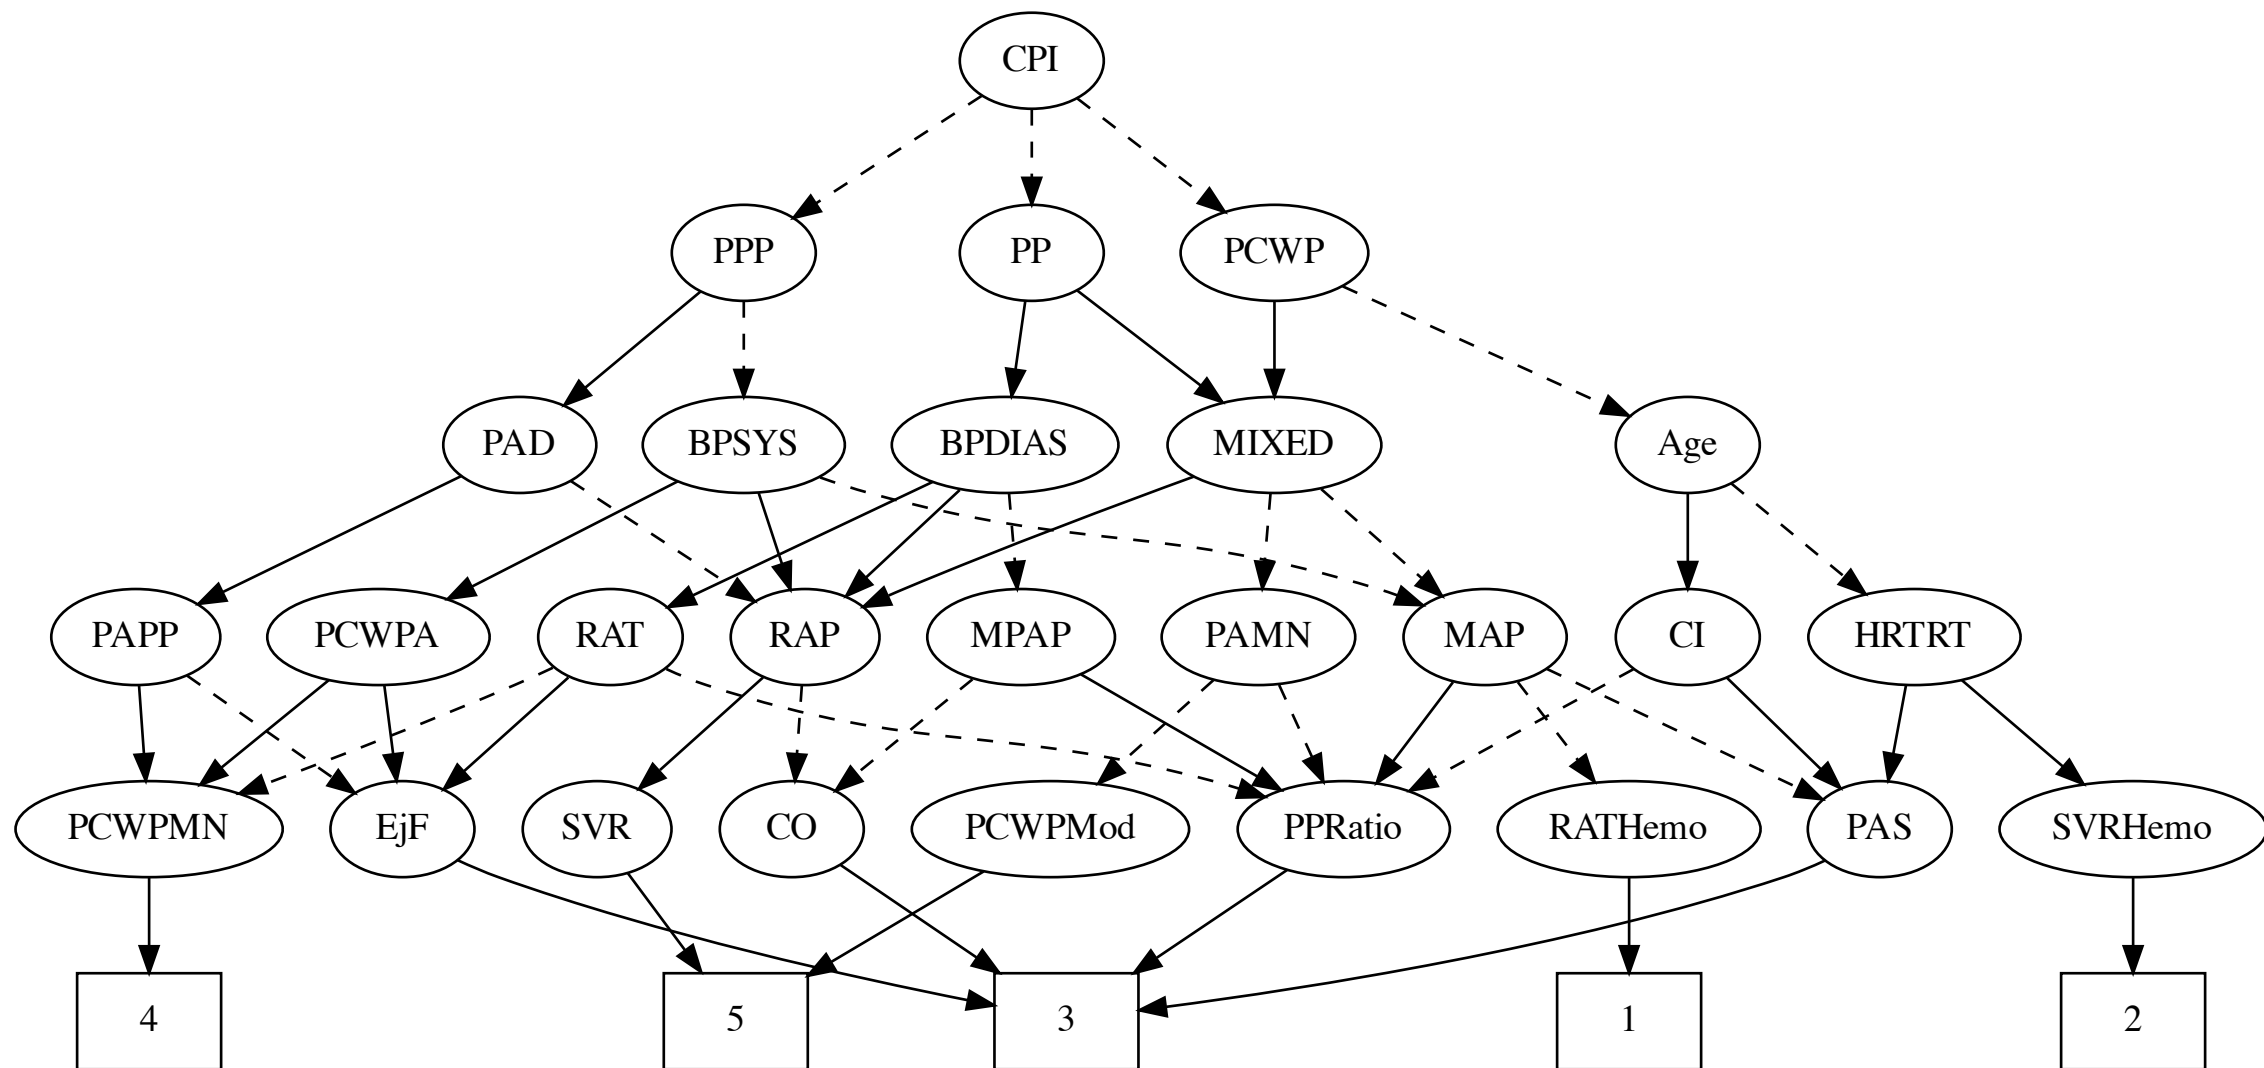 CPI
PPP
PP
PCWP
PAD
BPSYS
BPDIAS
MIXED
Age
PAPP
PCWPA
RAT
RAP
MPAP
PAMN
MAP
CI
HRTRT
PCWPMN
EjF
SVR
CO
PCWPMod
PPRatio
RATHemo
PAS
SVRHemo
4
5
3
1
2